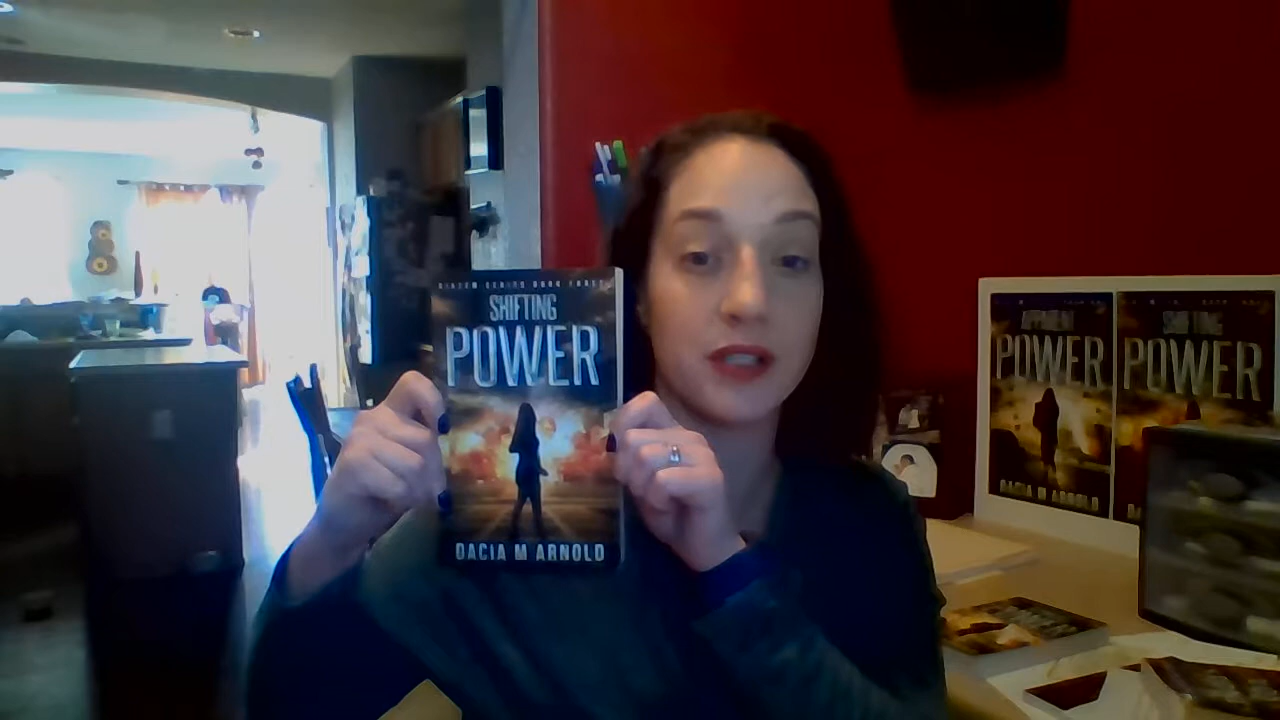 SHIFTING
POWER
DACIA M ARNOLD
POWER
DACIA M ARNOLD
SHIFTING
POWER